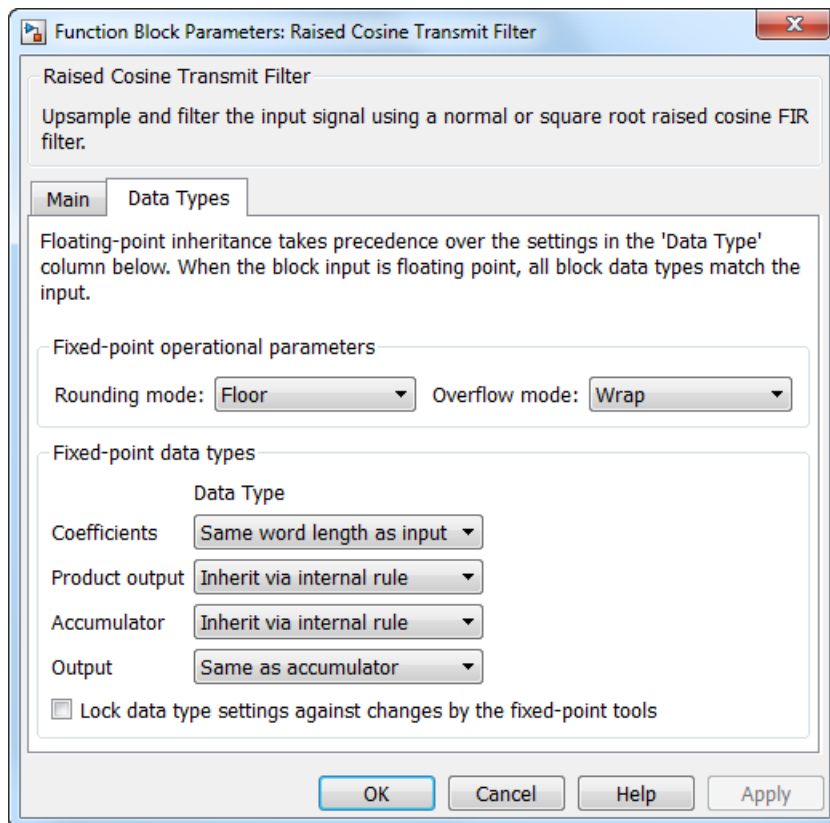 Function Block Parameters: Raised Cosine Transmit Filter
Raised Cosine Transmit Filter
Upsample and filter the input signal using a normal or square root raised cosine FIR
filter.
Main Data Types
Floating-point inheritance takes precedence over the settings in the 'Data Type'
column below. When the block input is floating point, all block data types match the
input.
Fixed-point operational parameters
Rounding mode: Floor Overflow mode: Wrap
Fixed-point data types
Data Type
Coefficients Same word length as input
Product output Inherit via internal rule
Accumulator Inherit via internal rule
Output Same as accumulator
Lock data type settings against changes by the fixed-point tools
OK Cancel Help Apply